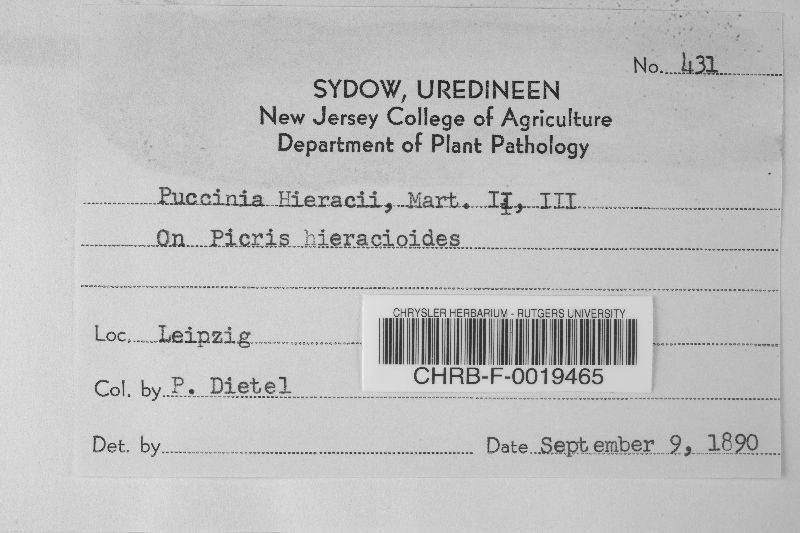 No. 431
SYDOW, UREDINEEN
New Jersey College of Agriculture
Department of Plant Pathology
Puccinia Hieracii, Mart. II, III
On Picris hieracioides
CHRYSLER HERBARIUM - RUTGERS UNIVERSITY
Loc. Leipzig
CHRB-F-0019465
Col. by P. Dietel
Det. by
Date September 9, 1890